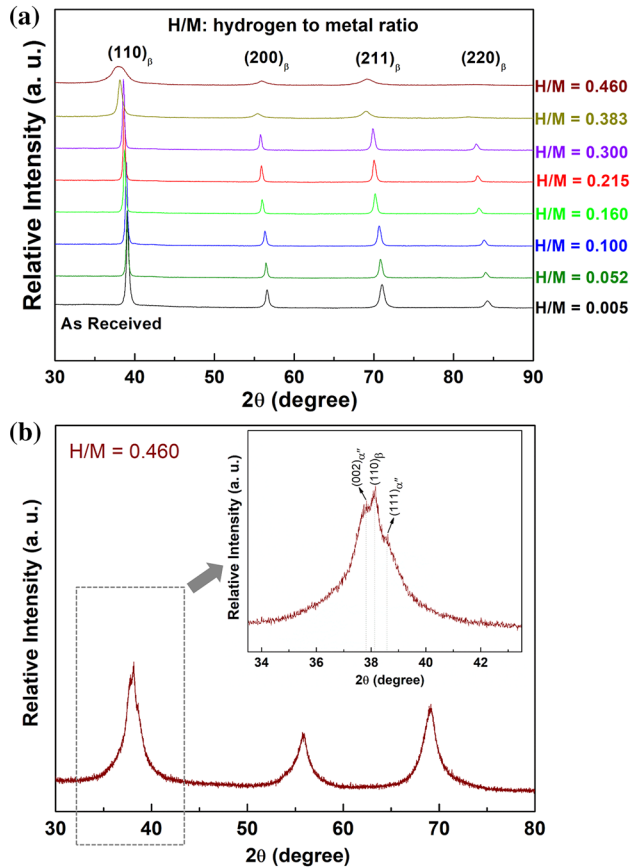 (a)
H/M: hydrogen to metal ratio
(110)β
(200)β
(211)β
(220)β
H/M = 0.460
H/M = 0.383
H/M = 0.300
H/M = 0.215
H/M = 0.160
H/M = 0.100
H/M = 0.052
H/M = 0.005
As Received
Relative Intensity (a. u.)
30 40 50 60 70 80 90
2θ (degree)
(b)
H/M = 0.460
(002)α″
(110)β
(111)α″
Relative Intensity (a. u.)
34 36 38 40 42
2θ (degree)
Relative Intensity (a. u.)
30 40 50 60 70 80
2θ (degree)